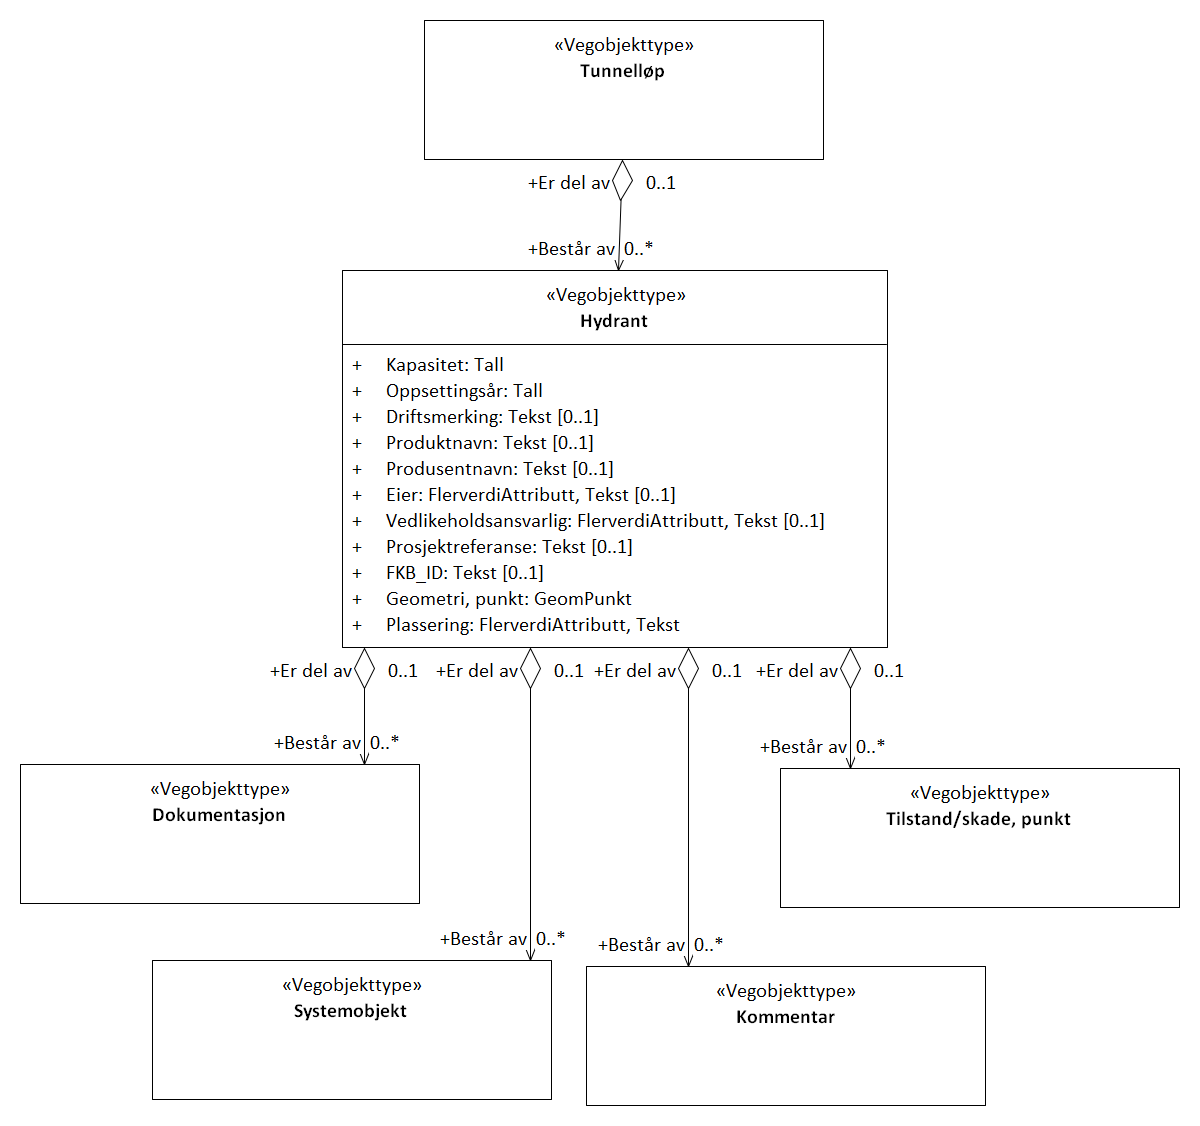 «Vegobjekttype»
Tunnelløp
+Er del av 0..1
+Består av 0..*
«Vegobjekttype»
Hydrant
+ Kapasitet: Tall
+ Oppsettingsår: Tall
+ Driftsmerking: Tekst [0..1]
+ Produktnavn: Tekst [0..1]
+ Produsentnavn: Tekst [0..1]
+ Eier: FlerverdiAttributt, Tekst [0..1]
+ Vedlikeholdsansvarlig: FlerverdiAttributt, Tekst [0..1]
+ Prosjektreferanse: Tekst [0..1]
+ FKB_ID: Tekst [0..1]
+ Geometri, punkt: GeomPunkt
+ Plassering: FlerverdiAttributt, Tekst
+Er del av 0..1 +Er del av 0..1 +Er del av 0..1 +Er del av 0..1
+Består av 0..*
+Består av 0..*
«Vegobjekttype»
Dokumentasjon
«Vegobjekttype»
Tilstand/skade, punkt
+Består av 0..*
+Består av 0..*
«Vegobjekttype»
Systemobjekt
«Vegobjekttype»
Kommentar